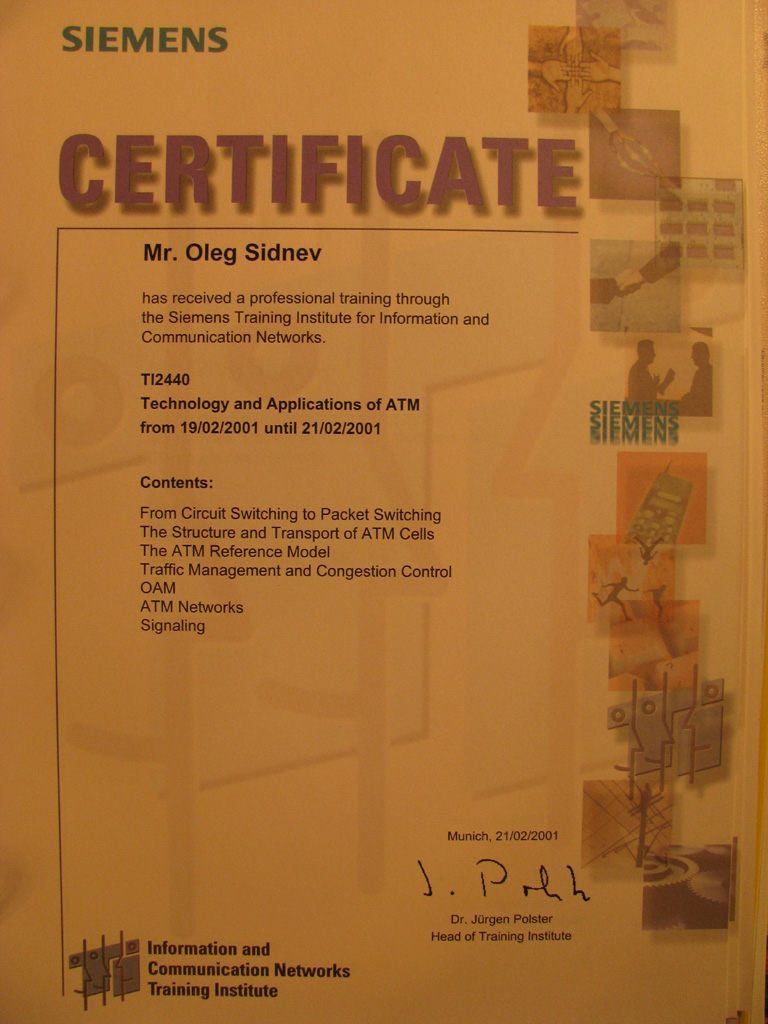 SIEMENS
CERTIFICATE
Mr. Oleg Sidnev
has received a professional training through
the Siemens Training Institute for Information and
Communication Networks.
TI2440
Technology and Applications of ATM
from 19/02/2001 until 21/02/2001
SIEMENS
SIEMENS
SIEMENS
Contents:
From Circuit Switching to Packet Switching
The Structure and Transport of ATM Cells
The ATM Reference Model
Traffic Management and Congestion Control
OAM
ATM Networks
Signaling
Munich, 21/02/2001
J. Polster
Dr. Jürgen Polster
Head of Training Institute
Information and
Communication Networks
Training Institute